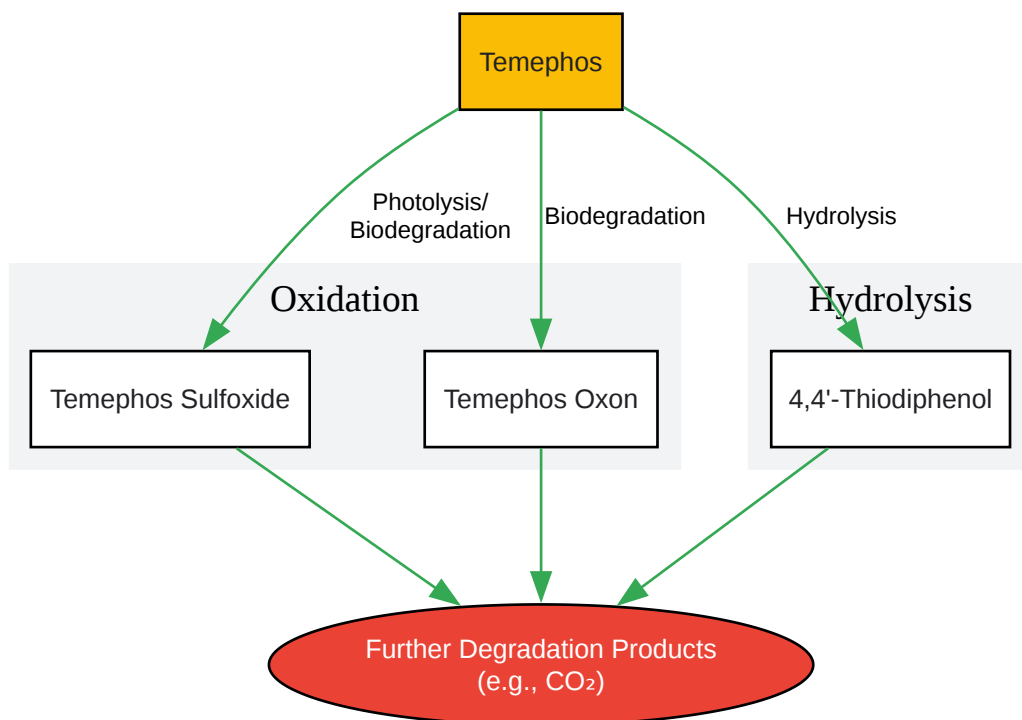 Temephos
Photolysis/
Biodegradation
Biodegradation
Hydrolysis
Oxidation
Hydrolysis
Temephos Sulfoxide
Temephos Oxon
4,4'-Thiodiphenol
Further Degradation Products
(e.g., CO₂)